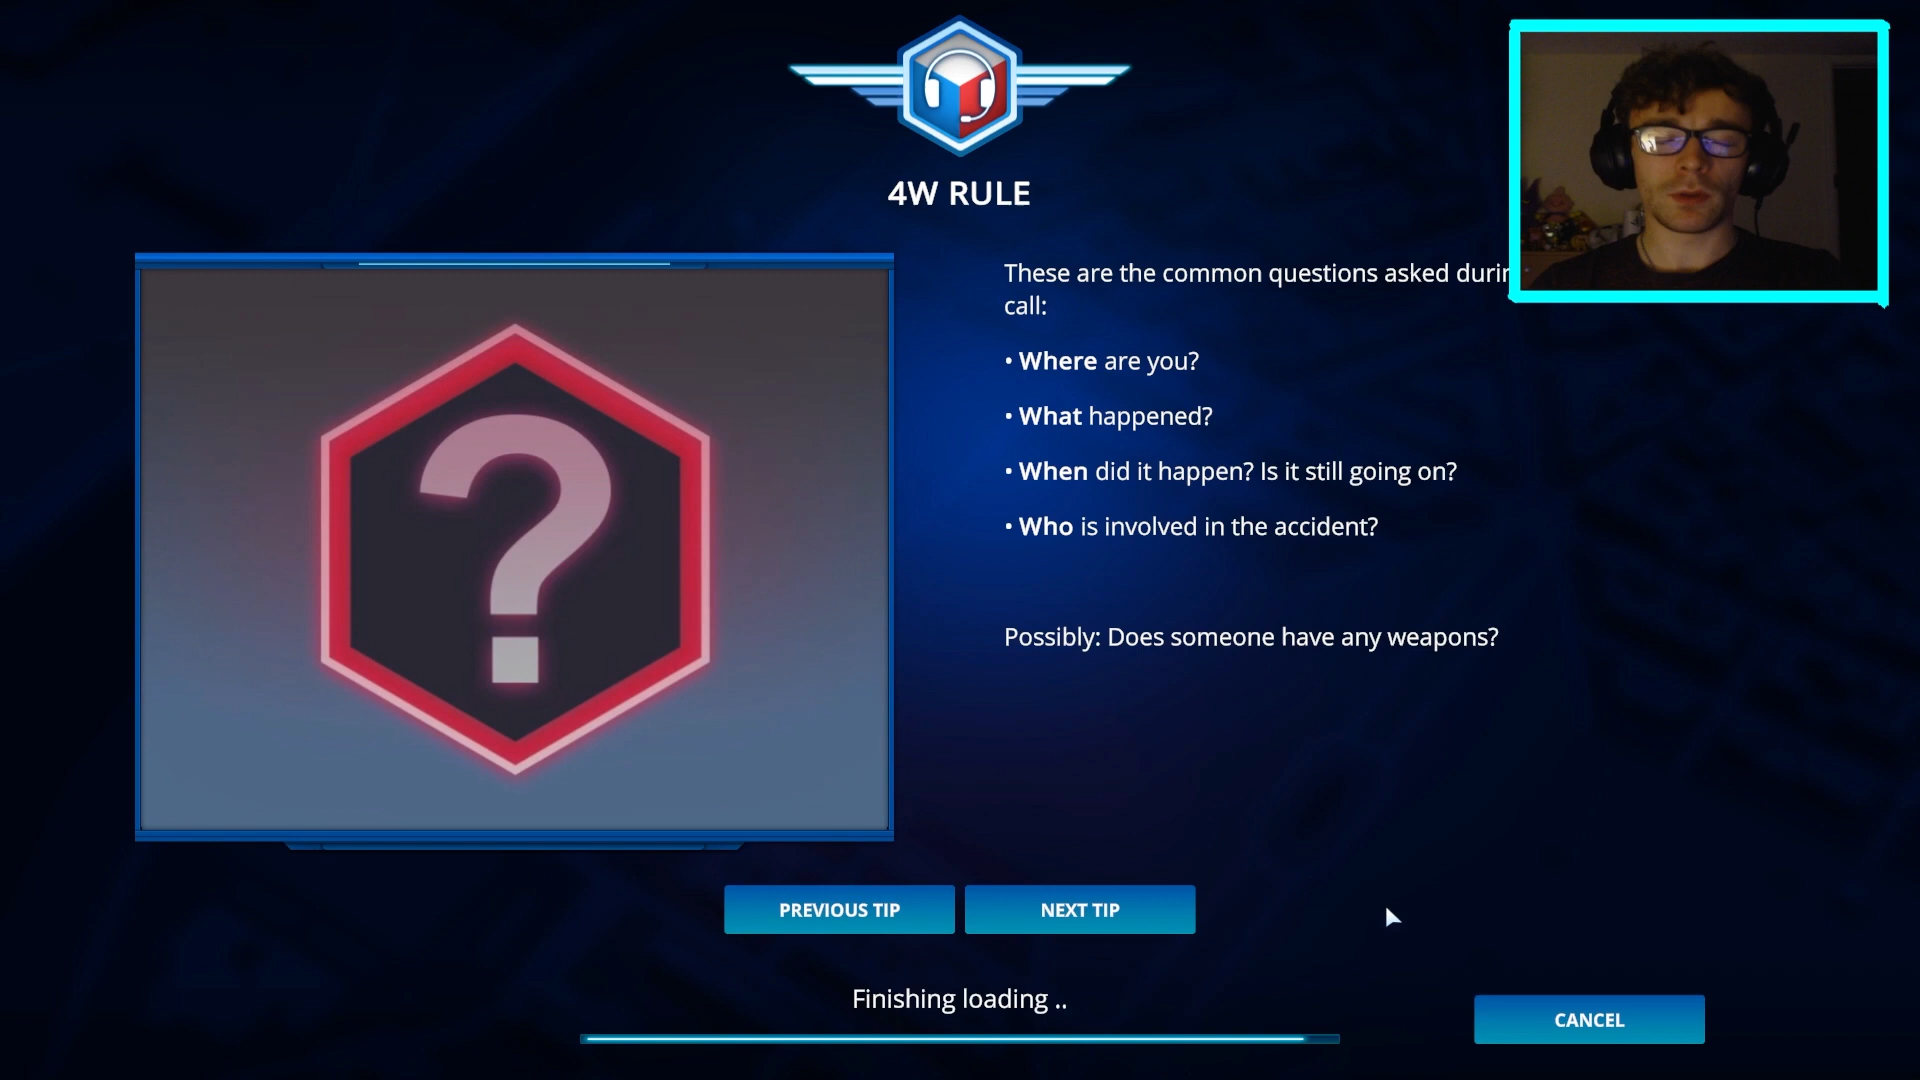 4W RULE
These are the common questions asked durin
call:
• Where are you?
• What happened?
• When did it happen? Is it still going on?
• Who is involved in the accident?
Possibly: Does someone have any weapons?
PREVIOUS TIP
NEXT TIP
Finishing loading ..
CANCEL